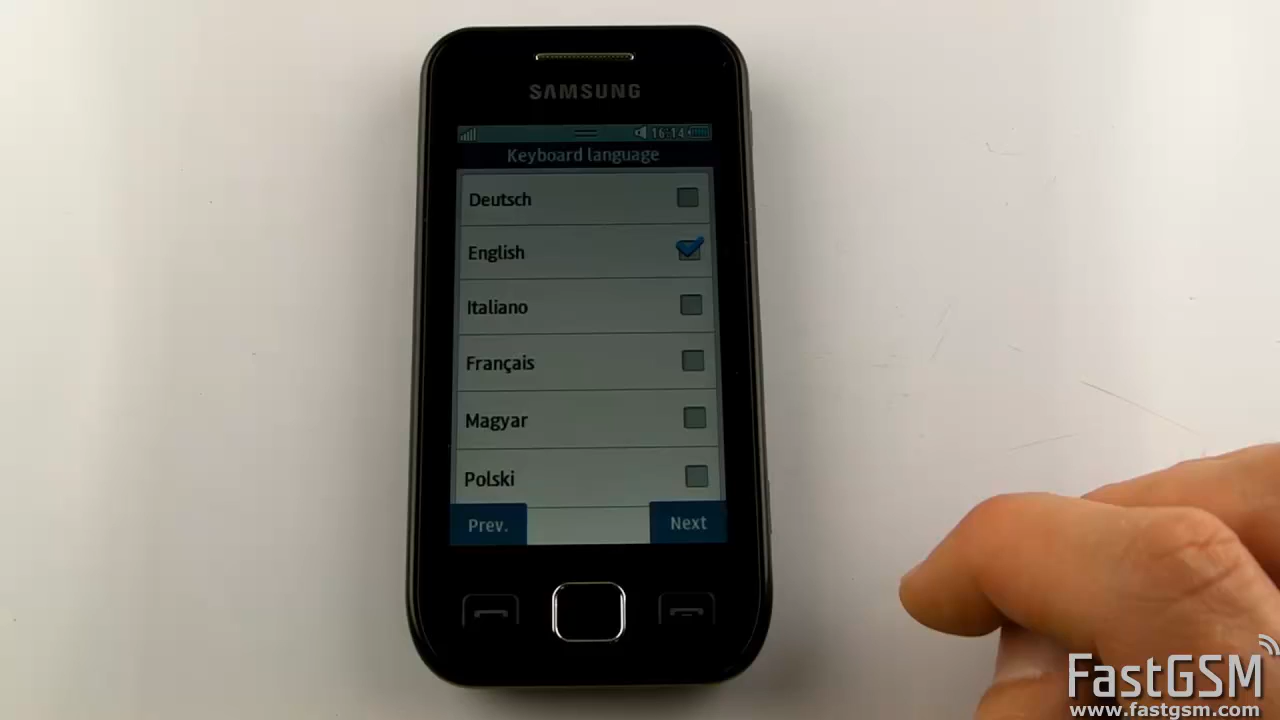 SAMSUNG
16:14
Keyboard language
Deutsch
English
Italiano
Français
Magyar
Polski
Prev.
Next
FastGSM
www.fastgsm.com